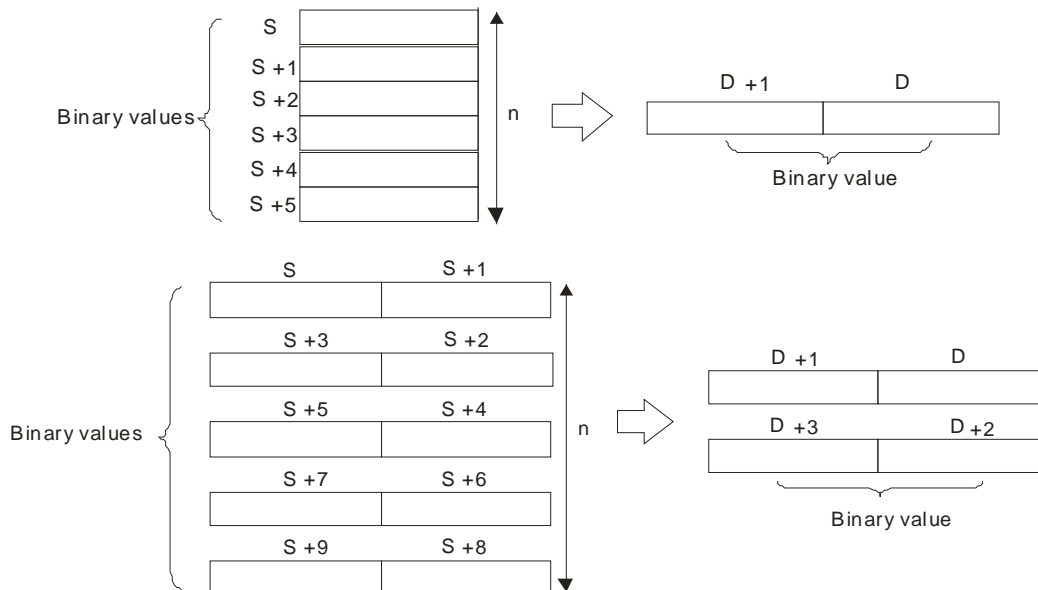 S
S +1
S +2
S +3
S +4
S +5
Binary values
n
D +1 D
Binary value
S S +1
S +3 S +2
S +5 S +4
S +7 S +6
S +9 S +8
Binary values
n
D +1 D
D +3 D +2
Binary value